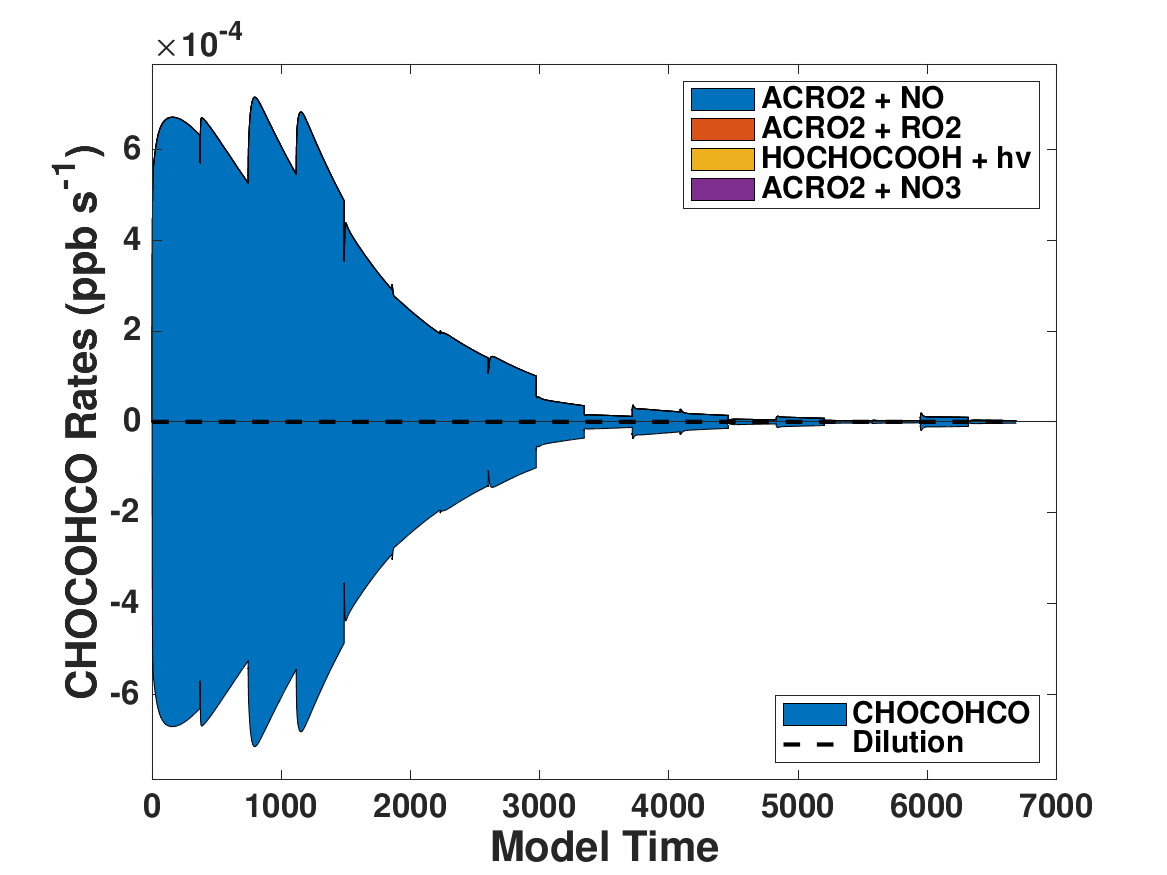 ×10^-4
ACRO2 + NO
ACRO2 + RO2
HOCHOCOOH + hv
ACRO2 + NO3
CHOCOHCO Rates (ppb s^-1)
6
4
2
0
-2
-4
-6
CHOCOHCO
Dilution
0 1000 2000 3000 4000 5000 6000 7000
Model Time